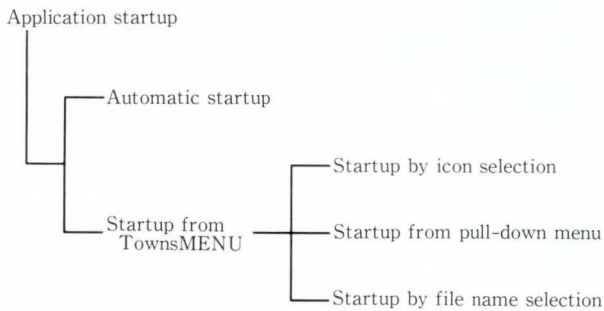 Application startup
Automatic startup
Startup by icon selection
Startup from
TownsMENU
Startup from pull-down menu
Startup by file name selection